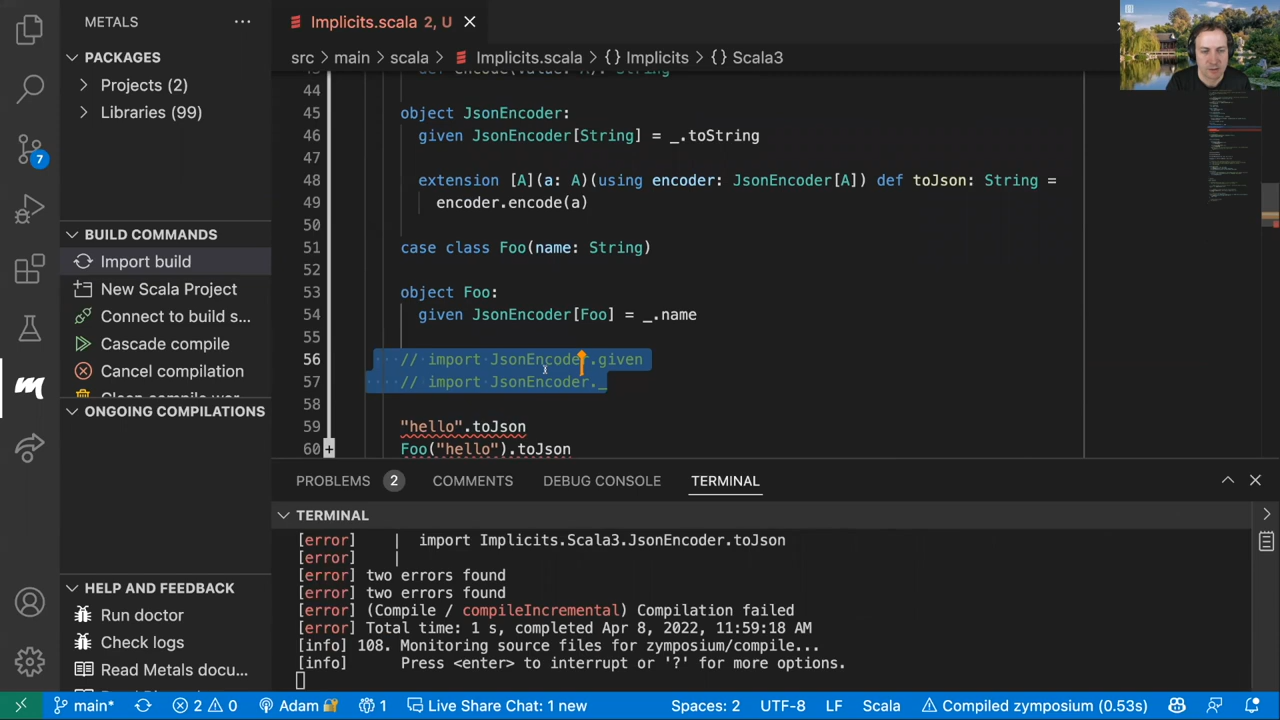 METALS
PACKAGES
Projects (2)
Libraries (99)
BUILD COMMANDS
Import build
New Scala Project
Connect to build s...
Cascade compile
Cancel compilation
ONGOING COMPILATIONS
HELP AND FEEDBACK
Run doctor
Check logs
Read Metals docu...
Implicits.scala 2, U
src > main > scala > Implicits.scala > {} Implicits > {} Scala3
def encode(value: A): String
44
45 object JsonEncoder:
46 given JsonEncoder[String] = _.toString
47
48 extension [A](a: A)(using encoder: JsonEncoder[A]) def toJson: String =
49 encoder.encode(a)
50
51 case class Foo(name: String)
52
53 object Foo:
54 given JsonEncoder[Foo] = _.name
55
56 // import JsonEncoder.given
57 // import JsonEncoder._
58
59 "hello".toJson
60 Foo("hello").toJson
PROBLEMS 2 COMMENTS DEBUG CONSOLE TERMINAL
TERMINAL
[error] | import Implicits.Scala3.JsonEncoder.toJson
[error] |
[error] two errors found
[error] two errors found
[error] (Compile / compileIncremental) Compilation failed
[error] Total time: 1 s, completed Apr 8, 2022, 11:59:18 AM
[info] 108. Monitoring source files for zymposium/compile...
[info] Press <enter> to interrupt or '?' for more options.
7
main* 2 0 Adam 1 Live Share Chat: 1 new Spaces: 2 UTF-8 LF Scala Compiled zymposium (0.53s)